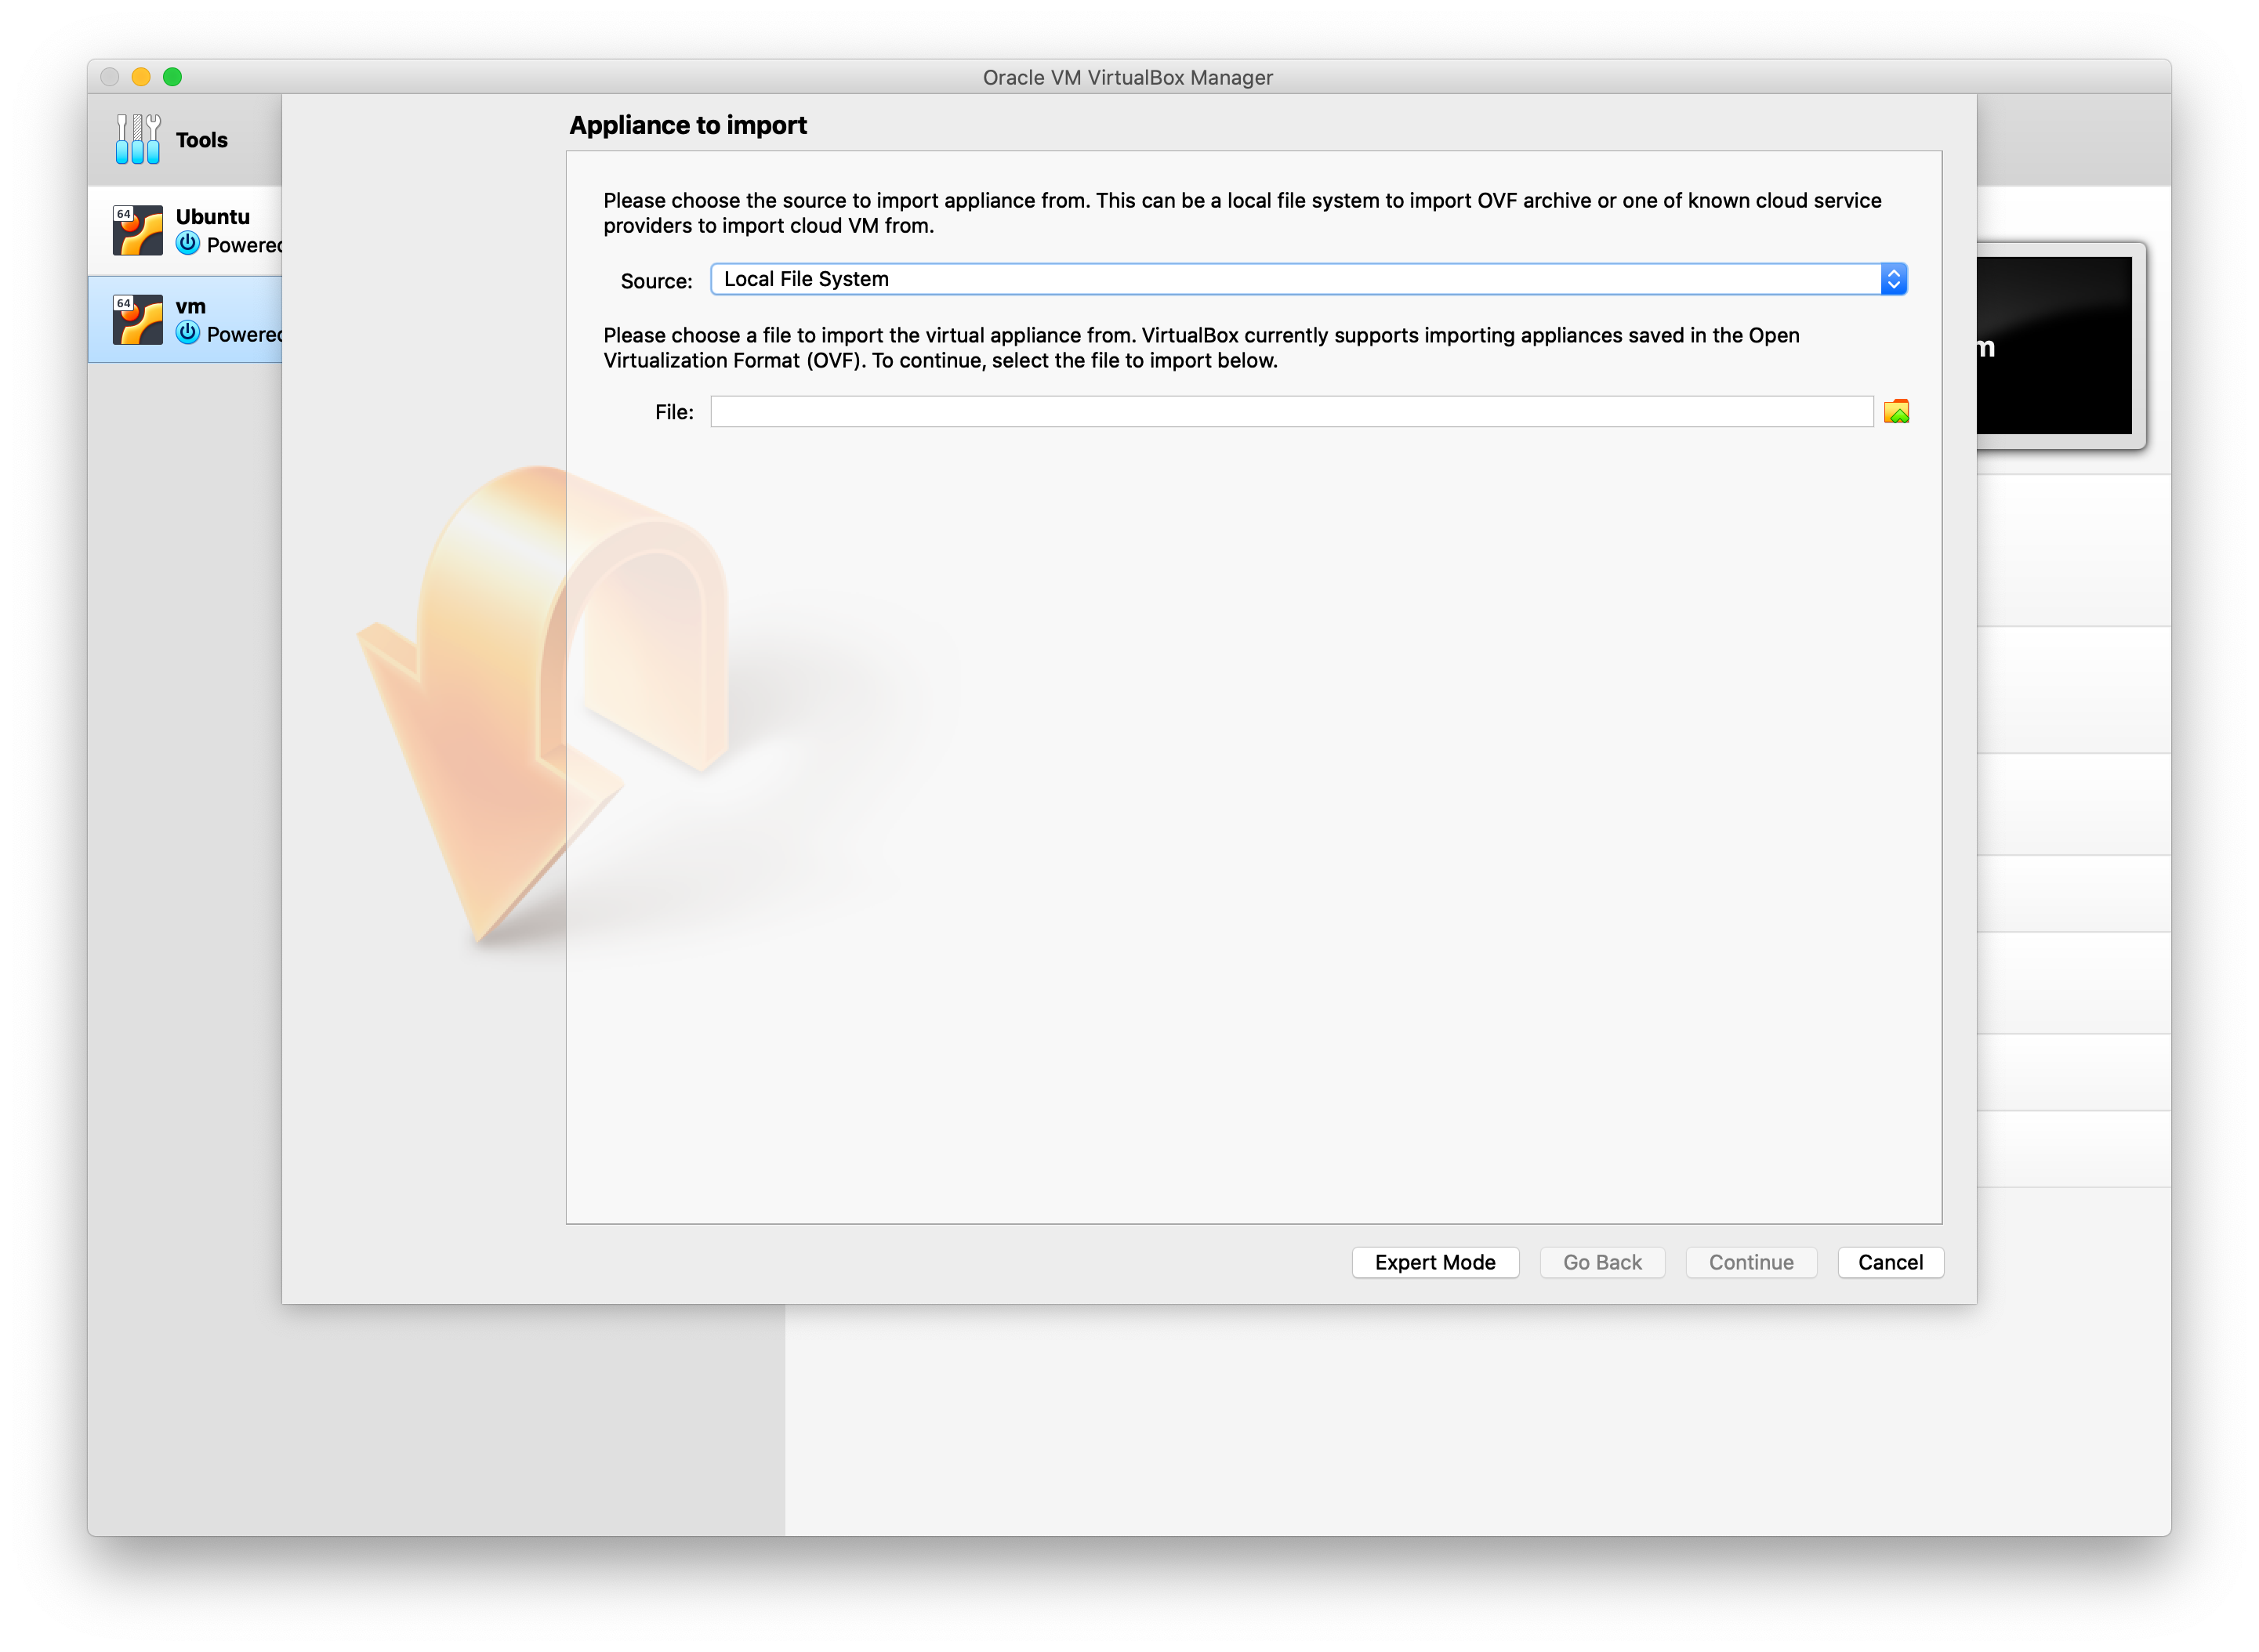 Oracle VM VirtualBox Manager
Tools
64
Ubuntu
Powered
64
vm
Powered
Appliance to import
Please choose the source to import appliance from. This can be a local file system to import OVF archive or one of known cloud service
providers to import cloud VM from.
Source: Local File System
Please choose a file to import the virtual appliance from. VirtualBox currently supports importing appliances saved in the Open
Virtualization Format (OVF). To continue, select the file to import below.
File:
m
Expert Mode Go Back Continue Cancel